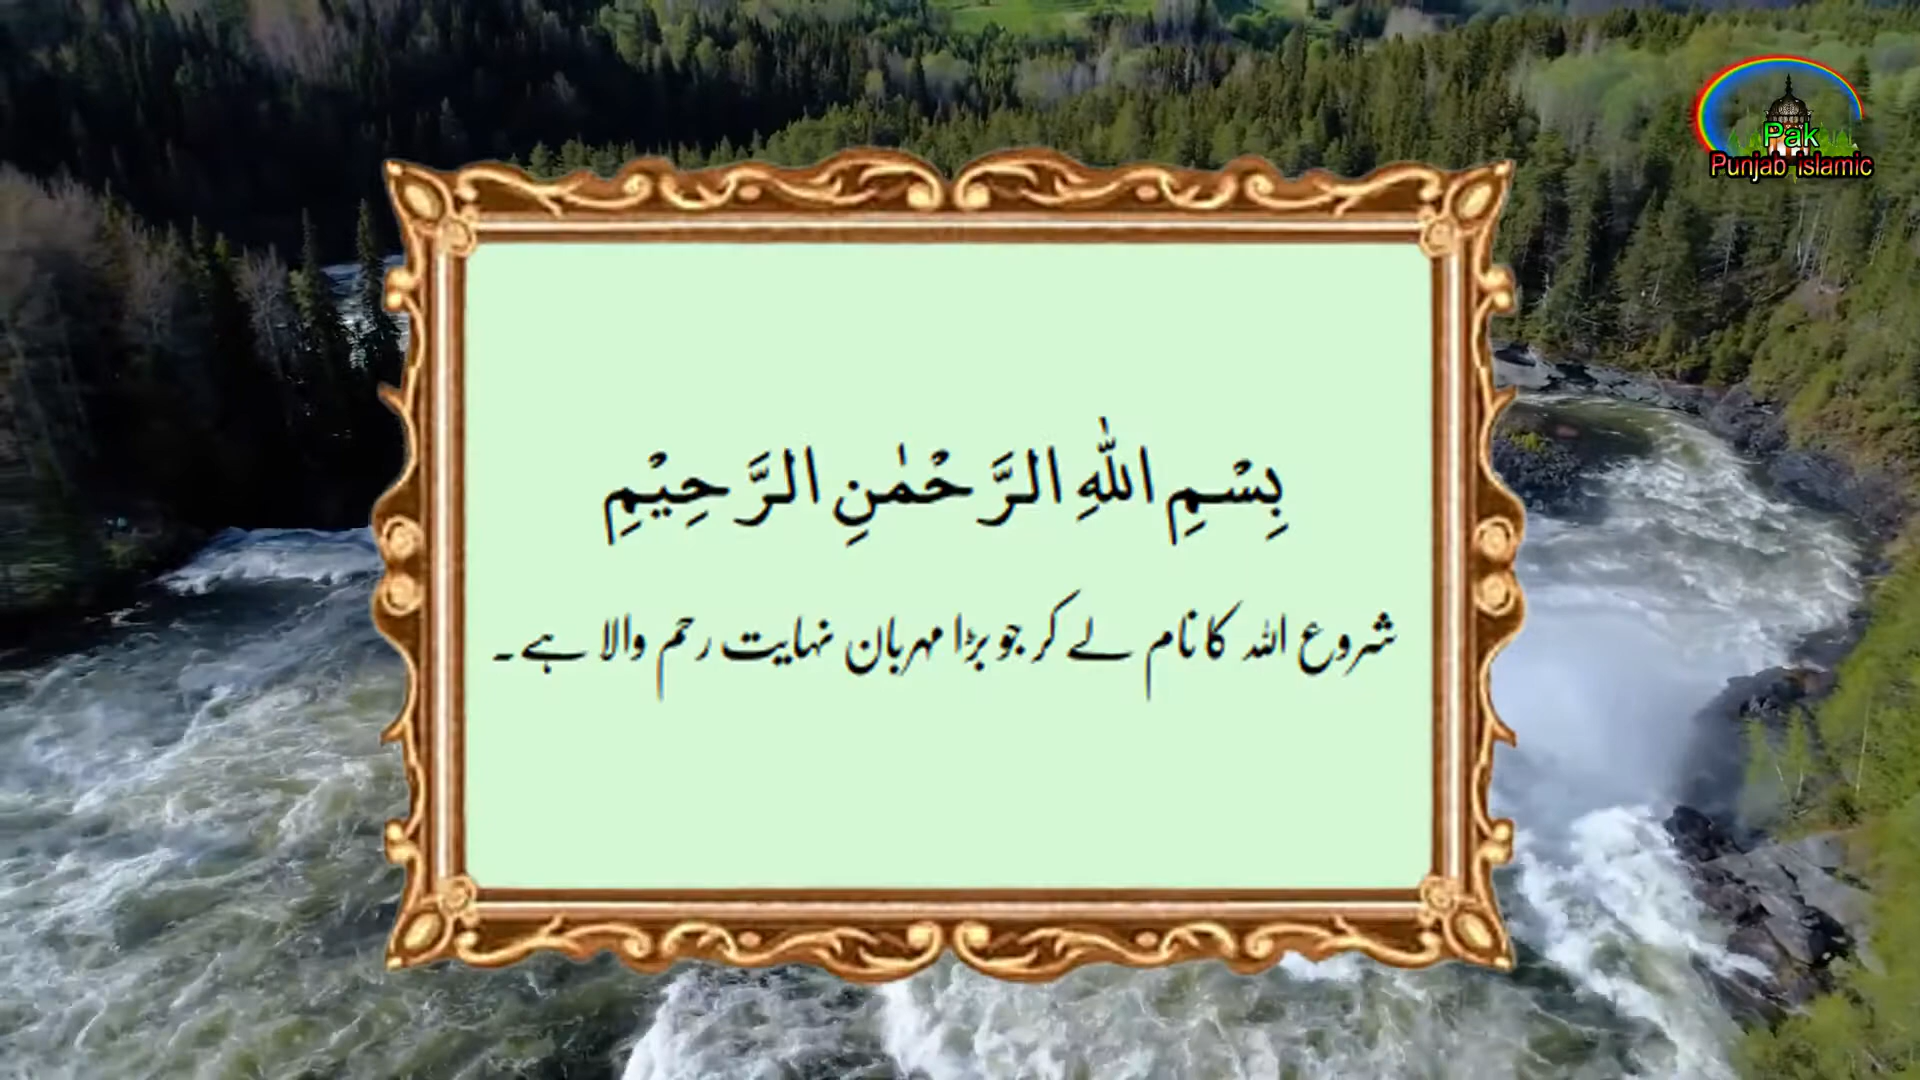 Pak
Punjab islamic
بِسْمِ اللّٰهِ الرَّحْمٰنِ الرَّحِیْمِ
شروع اللہ کا نام لے کر جو بڑا مہربان نہایت رحم والا ہے۔